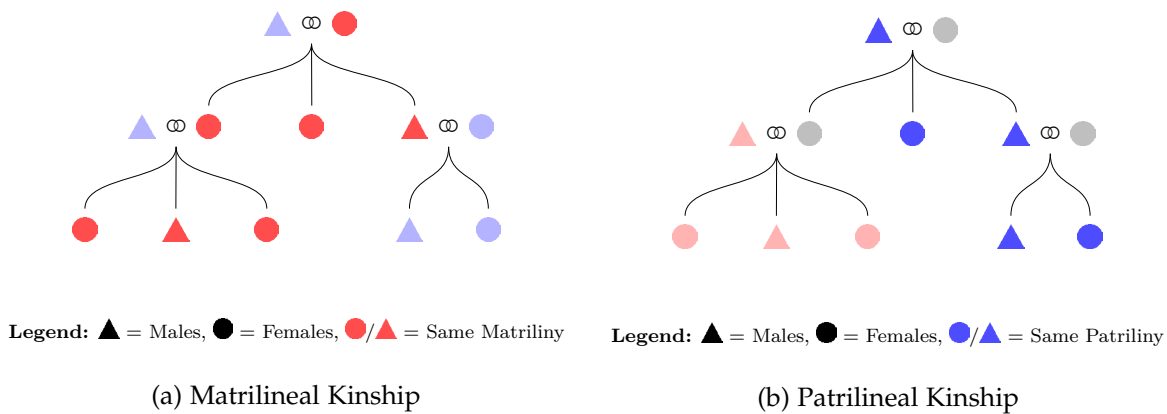 Legend: ▲ = Males, ● = Females, ●/▲ = Same Matriliny
(a) Matrilineal Kinship
Legend: ▲ = Males, ● = Females, ●/▲ = Same Patriliny
(b) Patrilineal Kinship